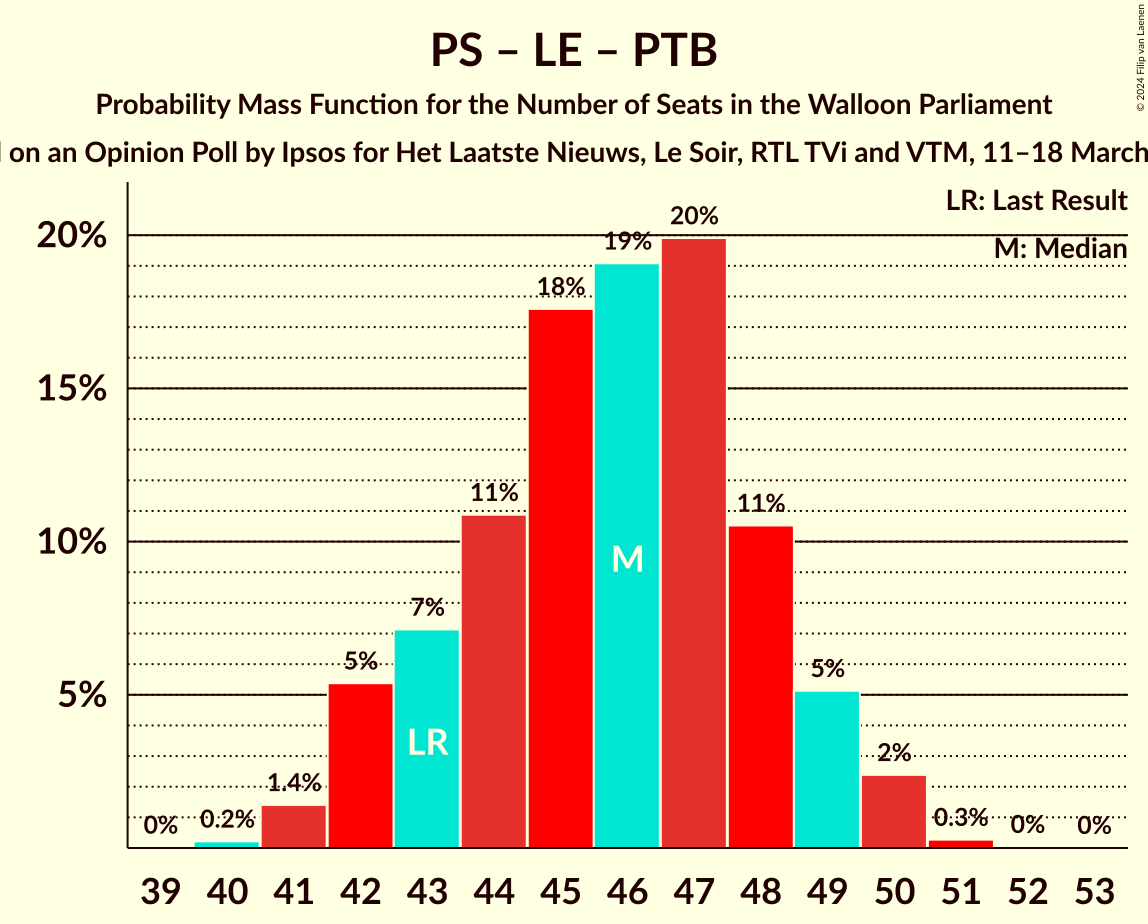 PS – LE – PTB
Probability Mass Function for the Number of Seats in the Walloon Parliament
on an Opinion Poll by Ipsos for Het Laatste Nieuws, Le Soir, RTL TVi and VTM, 11–18 March
© 2024 Filip van Laenen
LR: Last Result
M: Median
20%
15%
10%
5%
0%
0.2%
1.4%
5%
7%
11%
18%
19%
20%
11%
5%
2%
0.3%
0%
0%
LR
M
39 40 41 42 43 44 45 46 47 48 49 50 51 52 53